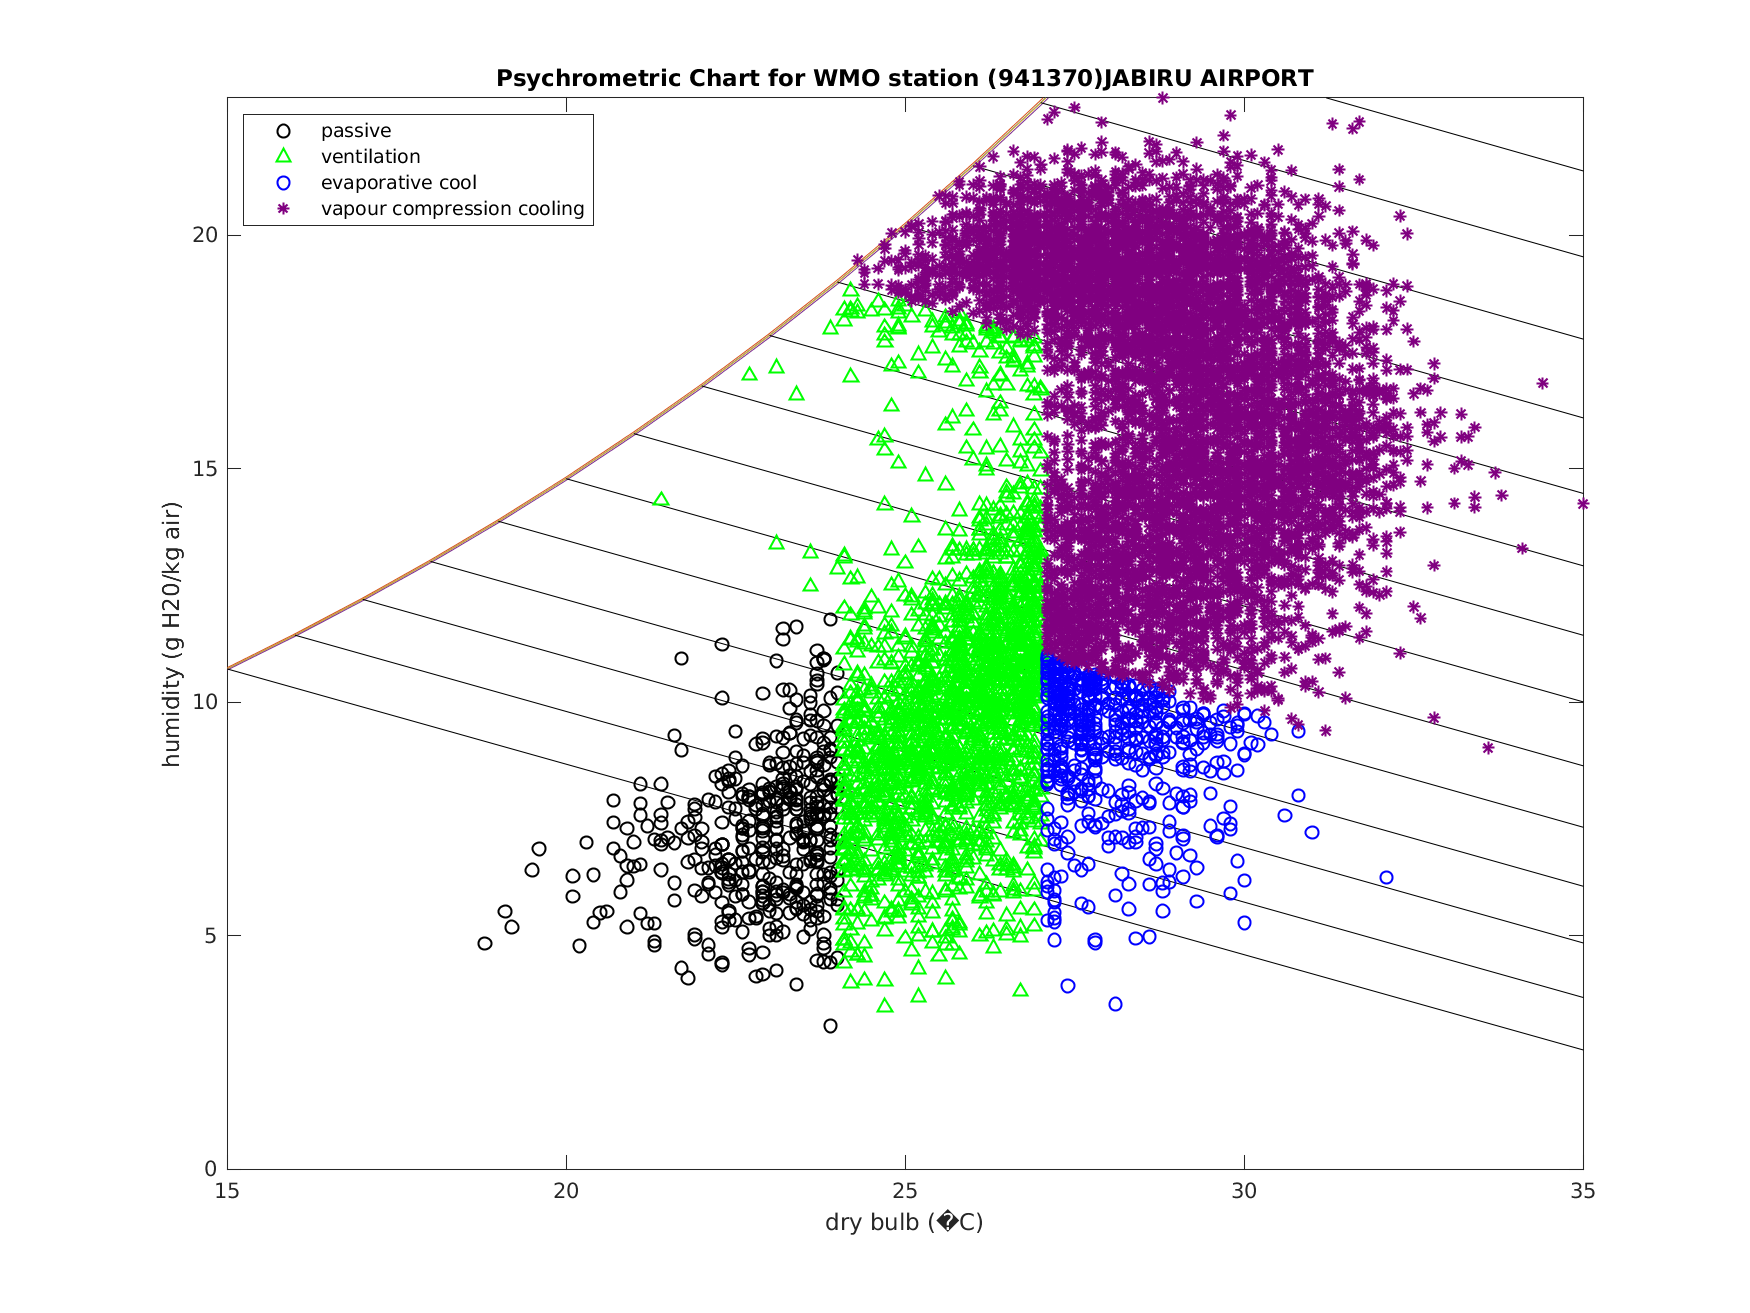 Psychrometric Chart for WMO station (941370)JABIRU AIRPORT
passive
ventilation
evaporative cool
vapour compression cooling
humidity (g H20/kg air)
20
15
10
5
0
15 20 25 30 35
dry bulb (�C)